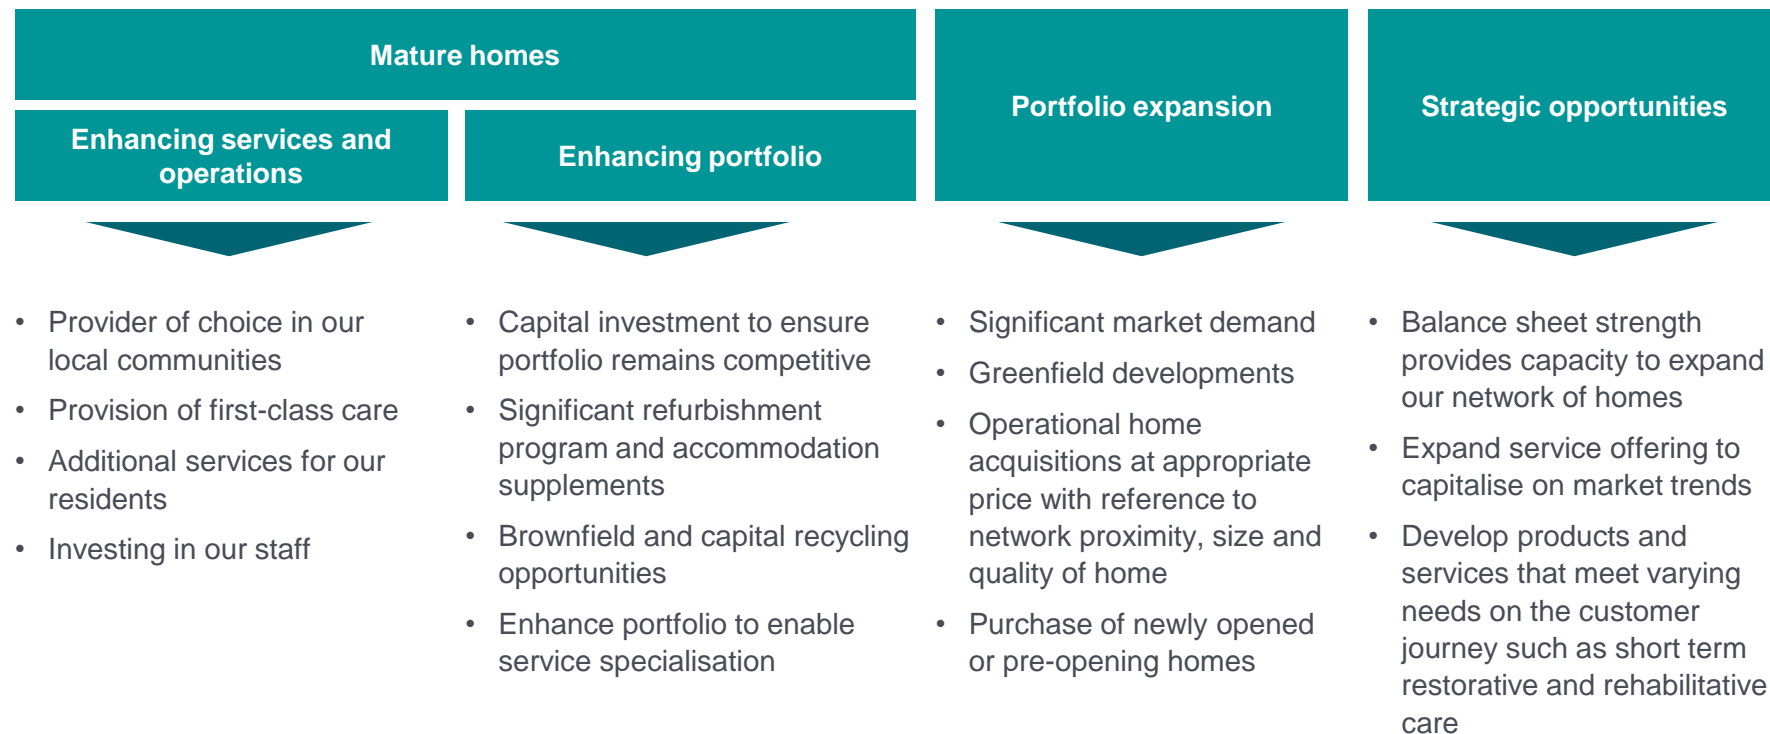 Mature homes
Enhancing services and
operations
Enhancing portfolio
Portfolio expansion
Strategic opportunities
• Provider of choice in our
local communities
• Provision of first-class care
• Additional services for our
residents
• Investing in our staff
• Capital investment to ensure
portfolio remains competitive
• Significant refurbishment
program and accommodation
supplements
• Brownfield and capital recycling
opportunities
• Enhance portfolio to enable
service specialisation
• Significant market demand
• Greenfield developments
• Operational home
acquisitions at appropriate
price with reference to
network proximity, size and
quality of home
• Purchase of newly opened
or pre-opening homes
• Balance sheet strength
provides capacity to expand
our network of homes
• Expand service offering to
capitalise on market trends
• Develop products and
services that meet varying
needs on the customer
journey such as short term
restorative and rehabilitative
care